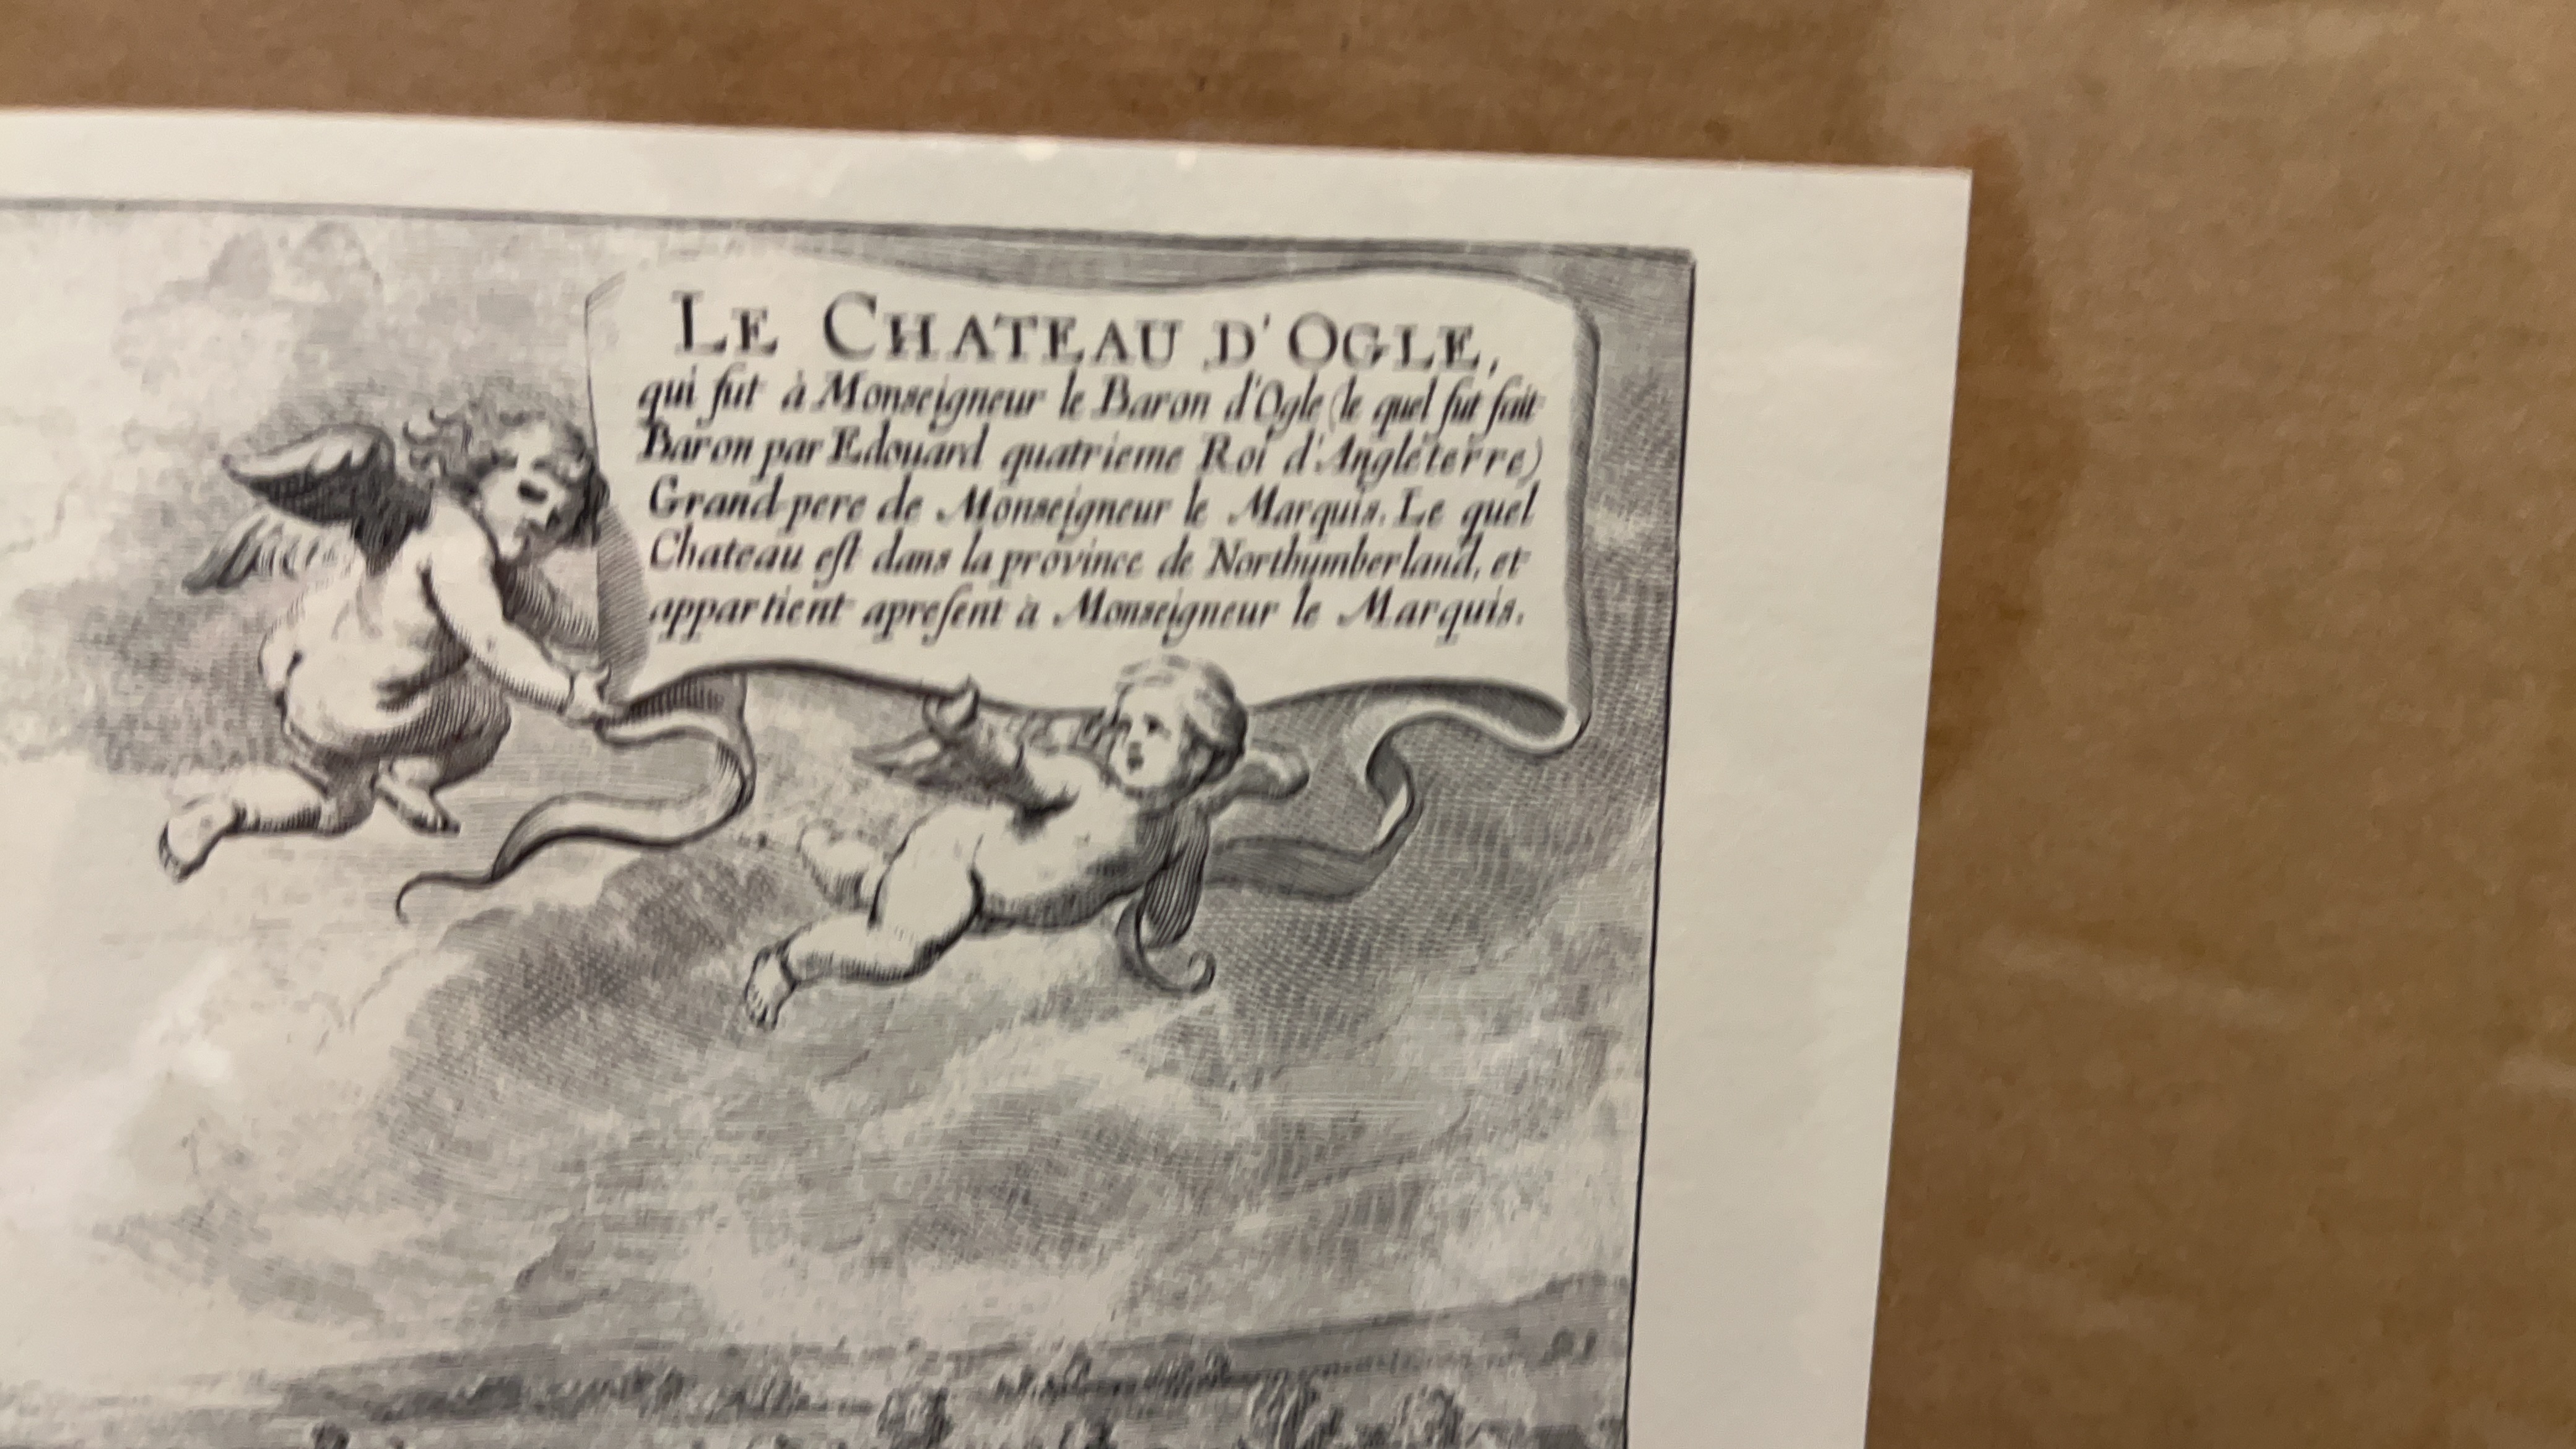 LE CHATEAU D'OGLE,
qui fut à Monseigneur le Baron d'Ogle (le quel fut fait
Baron par Edouard quatrieme Roi d'Angleterre)
Grand-pere de Monseigneur le Marquis. Le quel
Chateau eſt dans la province de Northumberland, et
appartient apreſent à Monseigneur le Marquis.